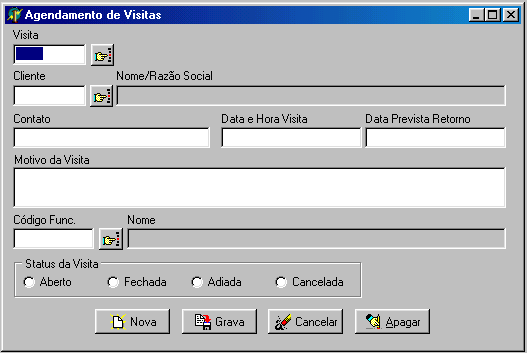 Agendamento de Visitas
Visita
Cliente Nome/Razão Social
Contato Data e Hora Visita Data Prevista Retorno
Motivo da Visita
Código Func. Nome
Status da Visita
Aberto Fechada Adiada Cancelada
Nova Grava Cancelar Apagar